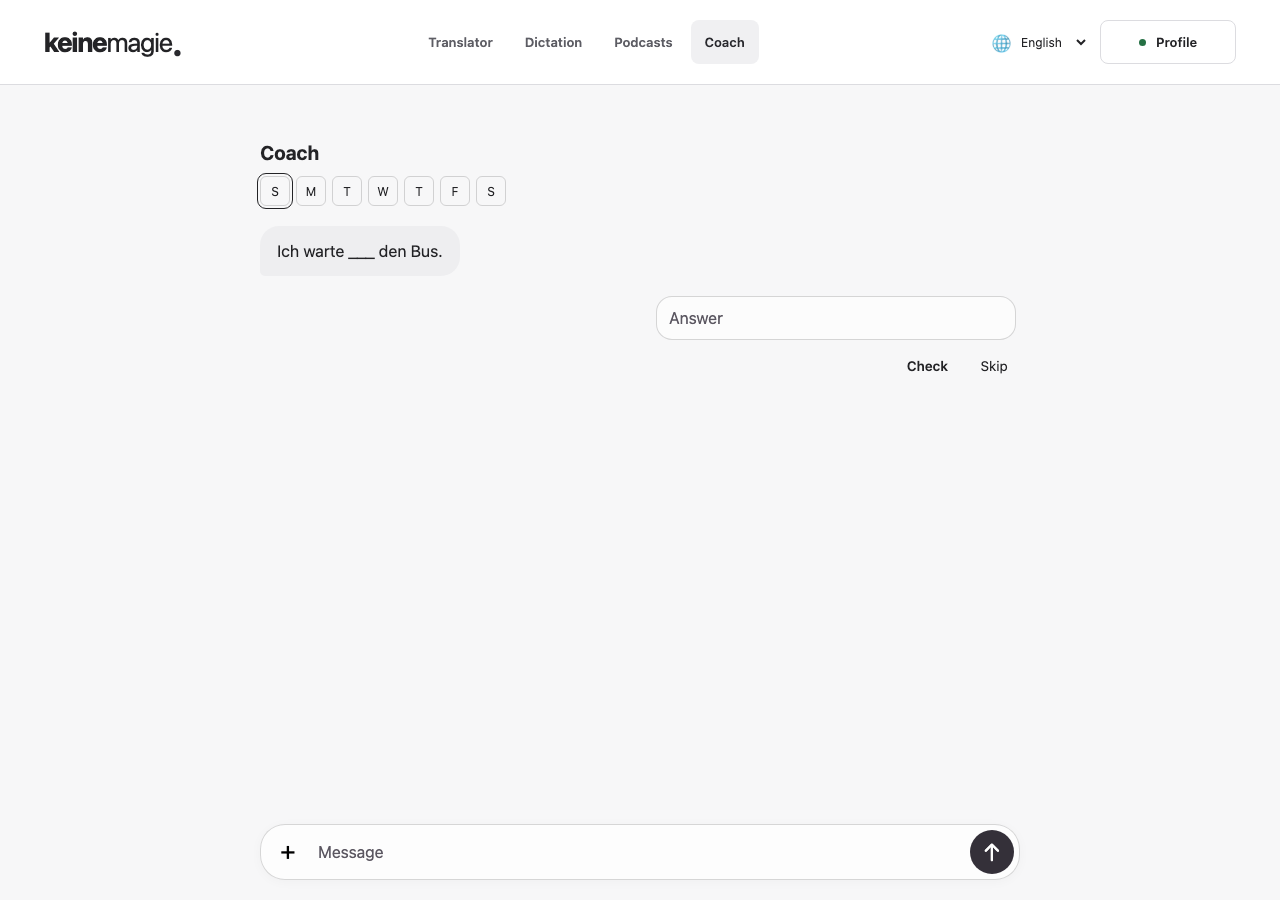 keinemagie.
Translator Dictation Podcasts Coach
English
Profile
Coach
S M T W T F S
Ich warte ___ den Bus.
Answer
Check Skip
+ Message